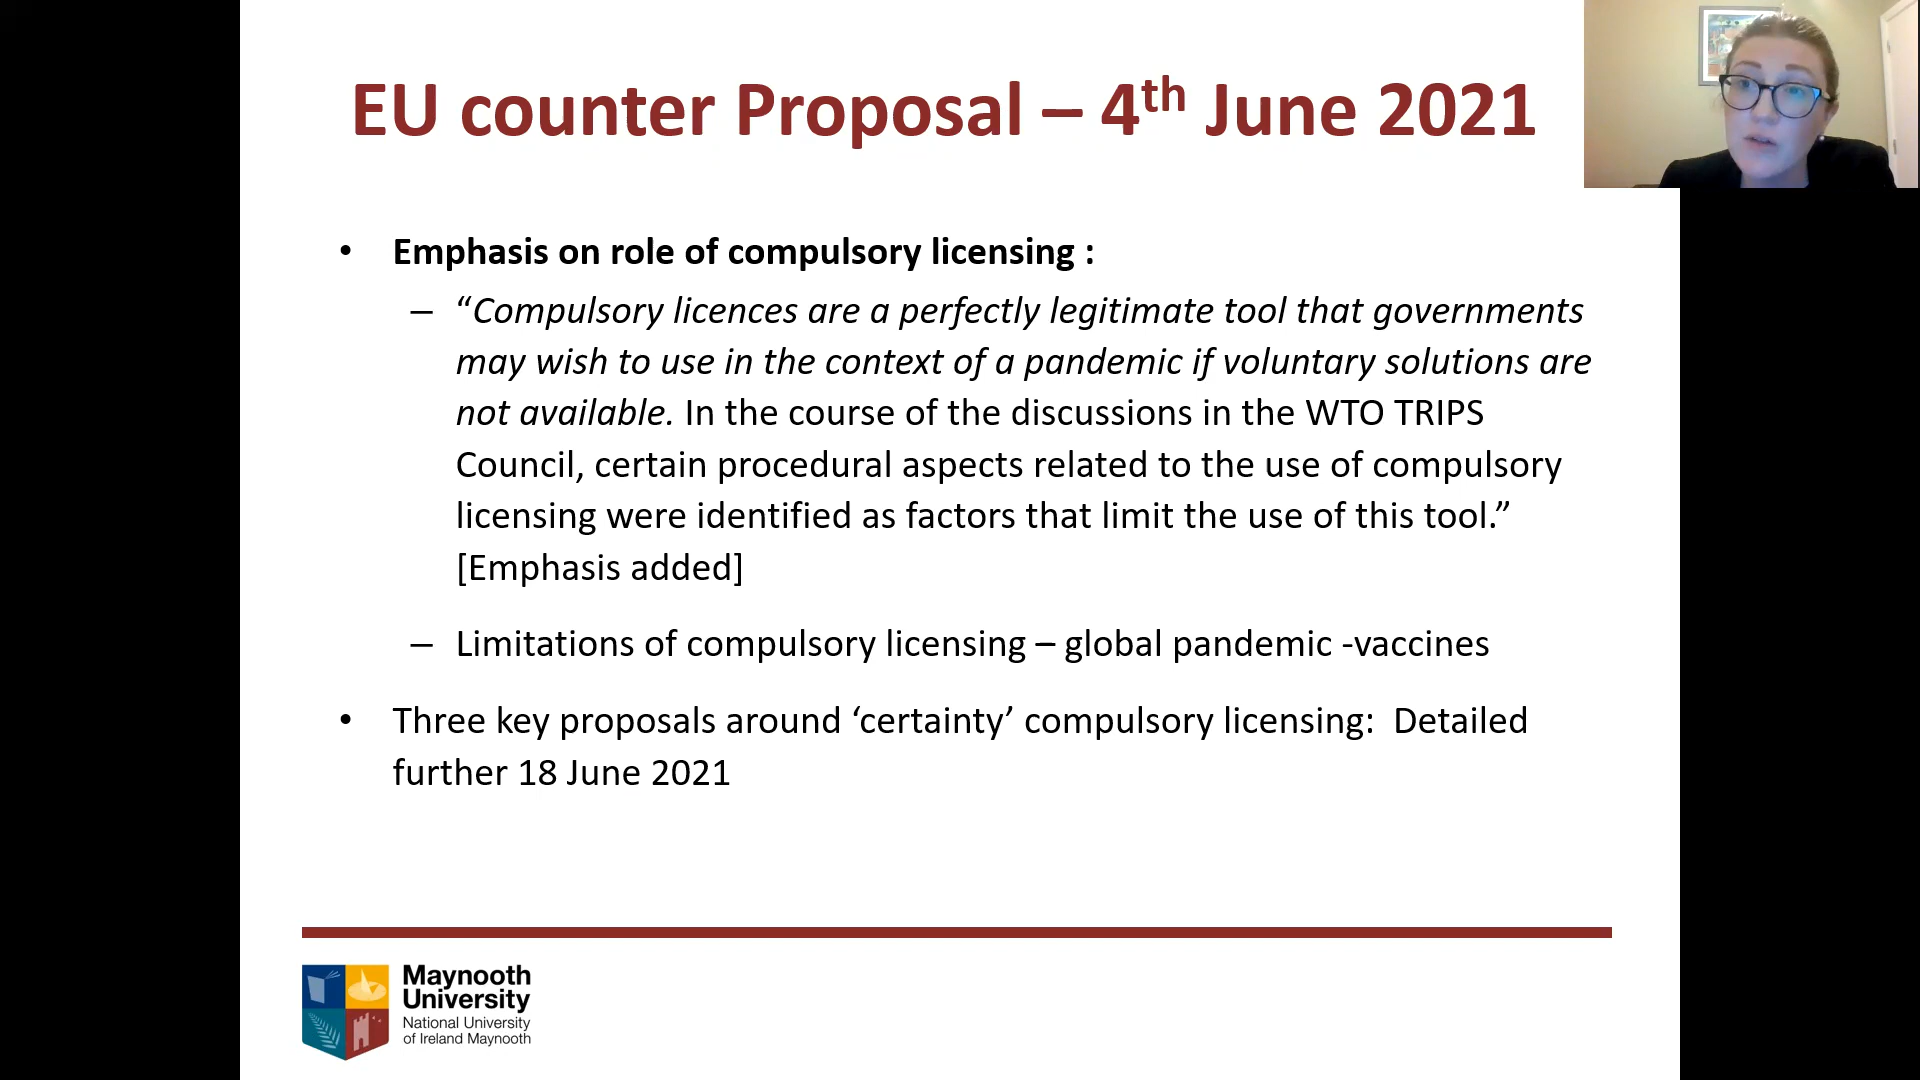 EU counter Proposal – 4th June 2021
• Emphasis on role of compulsory licensing :
– “Compulsory licences are a perfectly legitimate tool that governments
may wish to use in the context of a pandemic if voluntary solutions are
not available. In the course of the discussions in the WTO TRIPS
Council, certain procedural aspects related to the use of compulsory
licensing were identified as factors that limit the use of this tool.”
[Emphasis added]
– Limitations of compulsory licensing – global pandemic -vaccines
• Three key proposals around ‘certainty’ compulsory licensing:  Detailed
further 18 June 2021
Maynooth
University
National University
of Ireland Maynooth